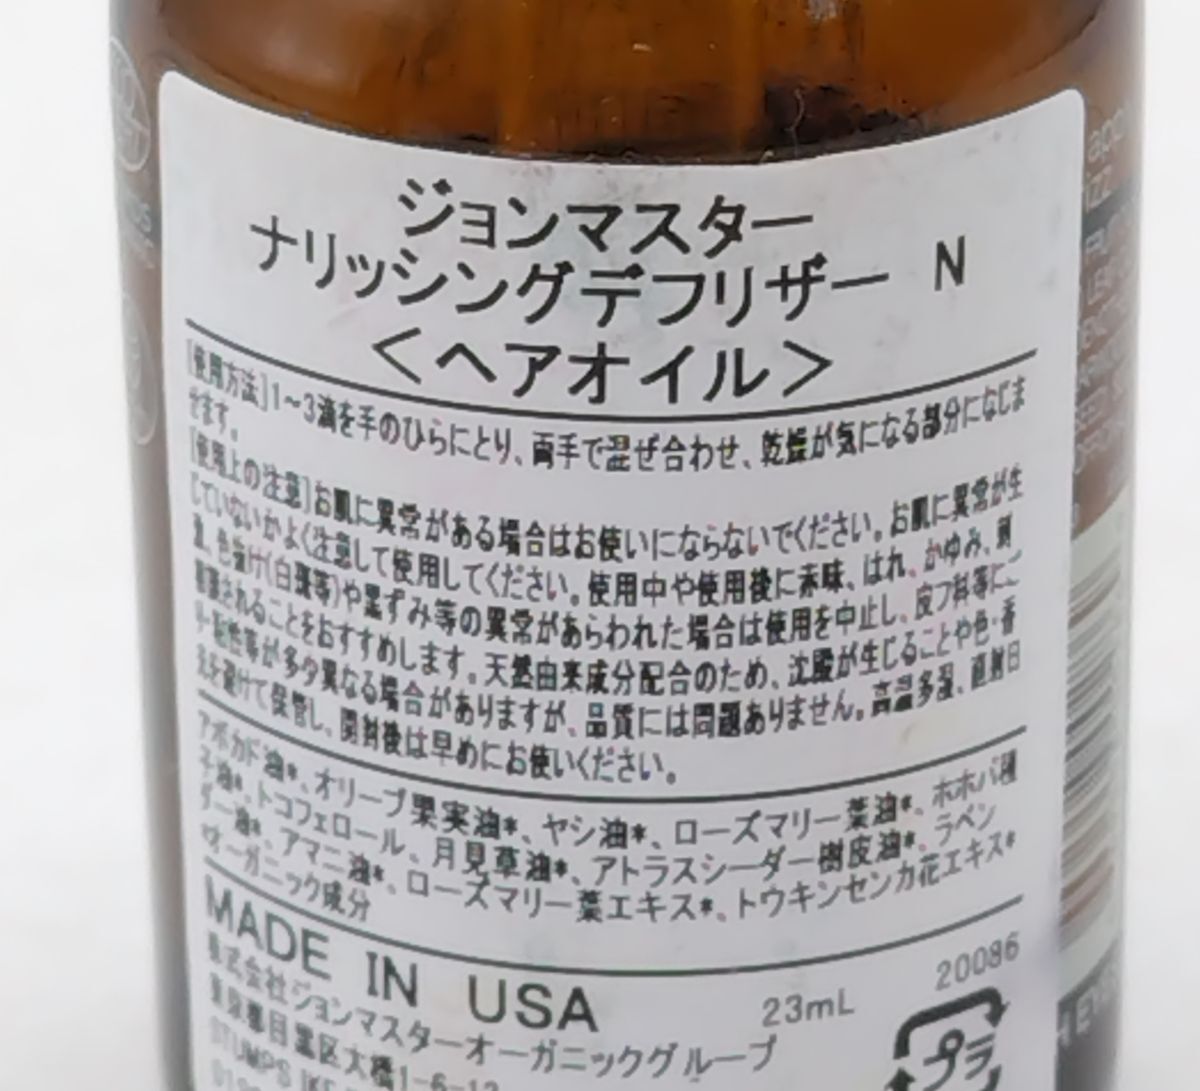 ジョンマスター
ナリッシングデフリザー N
<ヘアオイル>
[使用方法]1~3滴を手のひらにとり、両手で混ぜ合わせ、乾燥が気になる部分になじま
せます。
[使用上の注意]お肌に異常がある場合はお使いにならないでください。お肌に異常が生
じていないかよく注意して使用してください。使用中や使用後に赤味、はれ、かゆみ、刺
激、色抜け(白斑等)や黒ずみ等の異常があらわれた場合は使用を中止し、皮フ科等に
されることをおすすめします。天然由来成分配合のため、沈殿が生じることや色・香
性等が多少異なる場合がありますが、品質には問題ありません。高温多湿、直射日
光を避けて保管し、開封後は早めにお使いください。
アボカド油*、オリーブ果実油*、ヤシ油*、ローズマリー葉油*、ホホバ種
子油*、トコフェロール、月見草油*、アトラスシーダー樹皮油*、ラベン
ダー油*、アマニ油*、ローズマリー葉エキス*、トウキンセンカ花エキス*
*オーガニック成分
MADE IN USA 23mL 20086
株式会社ジョンマスターオーガニックグループ
東京都目黒区大橋1-6-12
プラ